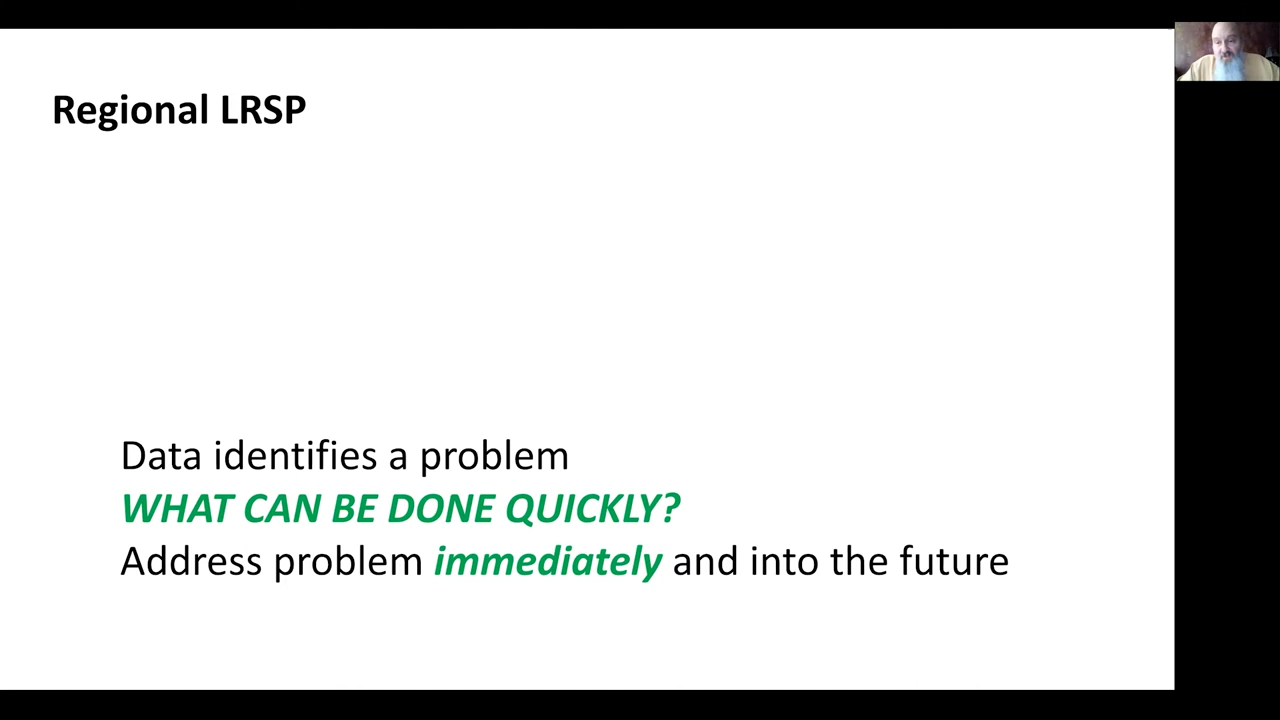 Regional LRSP
Data identifies a problem
WHAT CAN BE DONE QUICKLY?
Address problem immediately and into the future